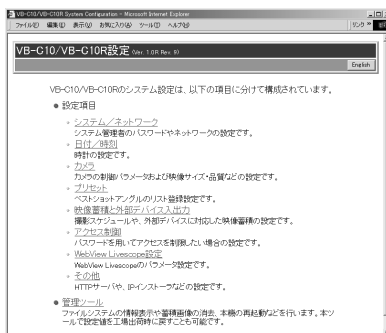 VB-C10/VB-C10R System Configuration - Microsoft Internet Explorer
ファイル(F) 編集(E) 表示(V) お気に入り(A) ツール(T) ヘルプ(H)
リンク »
VB-C10/VB-C10R設定 (Ver. 1.0R Rev. 9)
English
VB-C10/VB-C10Rのシステム設定は、以下の項目に分けて構成されています。
● 設定項目
◦ システム／ネットワーク
システム管理者のパスワードやネットワークの設定です。
◦ 日付／時刻
時計の設定です。
◦ カメラ
カメラの制御パラメータおよび映像サイズ・品質などの設定です。
◦ プリセット
ベストショットアングルのリスト登録設定です。
◦ 映像蓄積と外部デバイス入出力
撮影スケジュールや、外部デバイスに対応した映像蓄積の設定です。
◦ アクセス制御
パスワードを用いてアクセスを制限したい場合の設定です。
◦ WebView Livescope設定
WebView Livescopeのパラメータ設定です。
◦ その他
HTTPサーバや、IPインストーラなどの設定です。
● 管理ツール
ファイルシステムの情報表示や蓄積画像の消去、本機の再起動などを行います。本ツ
ールで設定値を工場出荷時に戻すことも可能です。